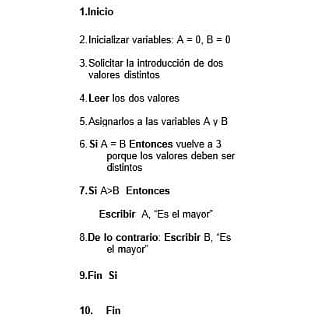 1.Inicio
2.Inicializar variables: A = 0, B = 0
3.Solicitar la introducción de dos
valores distintos
4.Leer los dos valores
5.Asignarlos a las variables A y B
6.Si A = B Entonces vuelve a 3
porque los valores deben ser
distintos
7.Si A>B Entonces
Escribir A, "Es el mayor"
8.De lo contrario: Escribir B, "Es
el mayor"
9.Fin Si
10. Fin